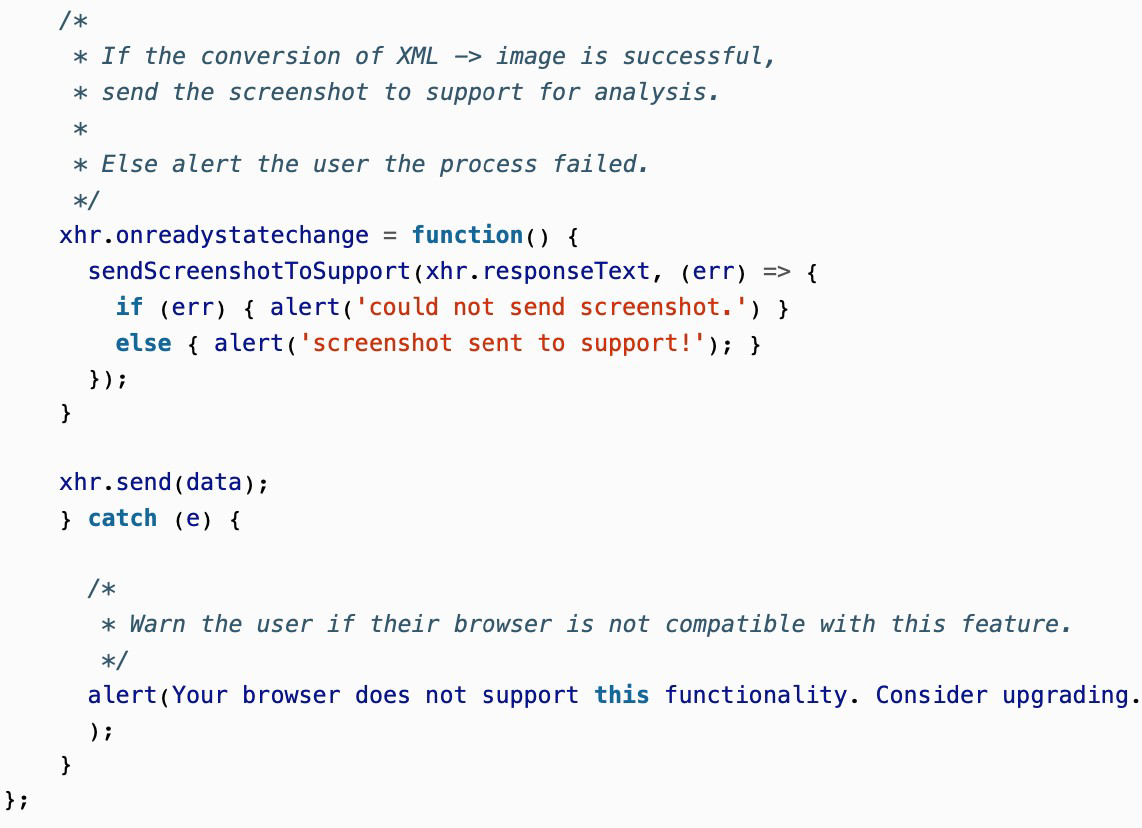 /*
* If the conversion of XML -> image is successful,
* send the screenshot to support for analysis.
*
* Else alert the user the process failed.
*/
xhr.onreadystatechange = function() {
sendScreenshotToSupport(xhr.responseText, (err) => {
if (err) { alert('could not send screenshot.') }
else { alert('screenshot sent to support!'); }
});
}
xhr.send(data);
} catch (e) {
/*
* Warn the user if their browser is not compatible with this feature.
*/
alert(Your browser does not support this functionality. Consider upgrading.
);
}
};